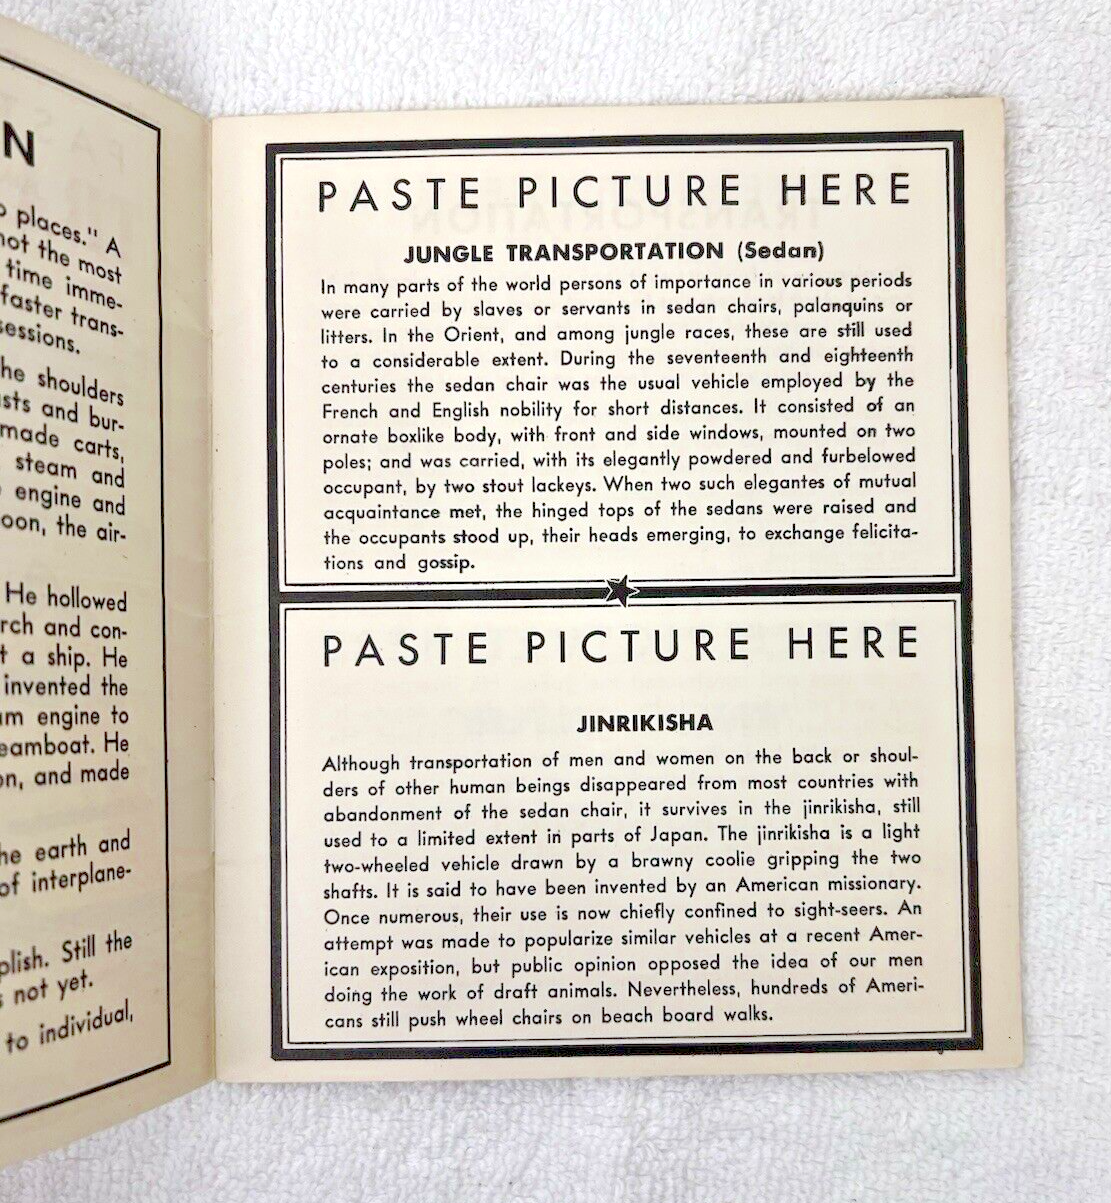 N
places." A
not the most
time imme-
faster trans-
sessions.
he shoulders
sts and bur-
made carts,
steam and
engine and
oon, the air-
He hollowed
rch and con-
t a ship. He
invented the
am engine to
eamboat. He
on, and made
he earth and
of interplane-
plish. Still the
s not yet.
to individual,
PASTE PICTURE HERE
JUNGLE TRANSPORTATION (Sedan)
In many parts of the world persons of importance in various periods
were carried by slaves or servants in sedan chairs, palanquins or
litters. In the Orient, and among jungle races, these are still used
to a considerable extent. During the seventeenth and eighteenth
centuries the sedan chair was the usual vehicle employed by the
French and English nobility for short distances. It consisted of an
ornate boxlike body, with front and side windows, mounted on two
poles; and was carried, with its elegantly powdered and furbelowed
occupant, by two stout lackeys. When two such elegantes of mutual
acquaintance met, the hinged tops of the sedans were raised and
the occupants stood up, their heads emerging, to exchange felicita-
tions and gossip.
PASTE PICTURE HERE
JINRIKISHA
Although transportation of men and women on the back or shoul-
ders of other human beings disappeared from most countries with
abandonment of the sedan chair, it survives in the jinrikisha, still
used to a limited extent in parts of Japan. The jinrikisha is a light
two-wheeled vehicle drawn by a brawny coolie gripping the two
shafts. It is said to have been invented by an American missionary.
Once numerous, their use is now chiefly confined to sight-seers. An
attempt was made to popularize similar vehicles at a recent Amer-
ican exposition, but public opinion opposed the idea of our men
doing the work of draft animals. Nevertheless, hundreds of Ameri-
cans still push wheel chairs on beach board walks.